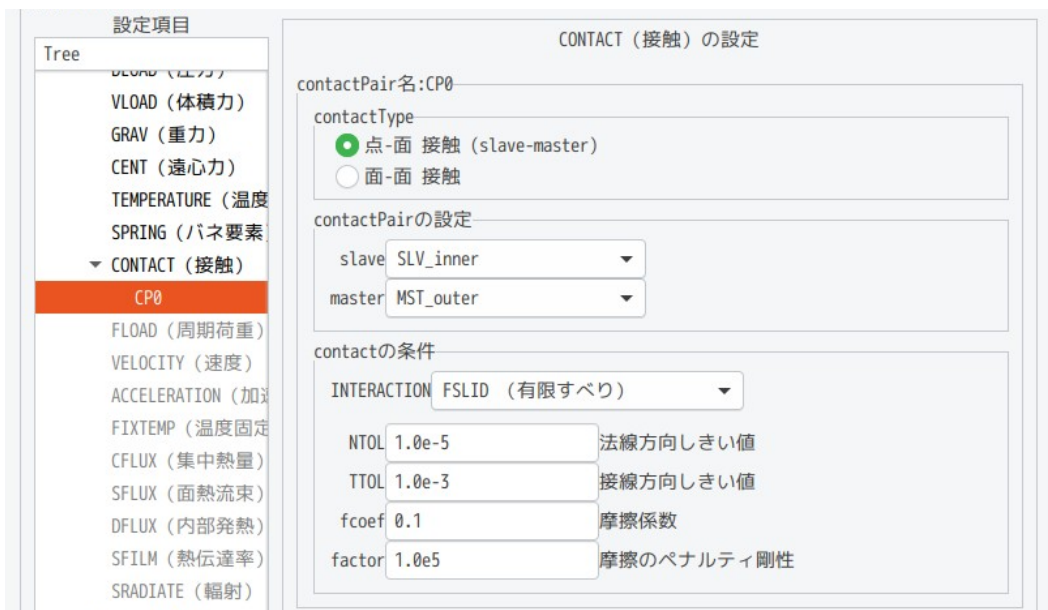 設定項目
Tree
DLOAD (圧力)
VLOAD (体積力)
GRAV (重力)
CENT (遠心力)
TEMPERATURE (温度
SPRING (バネ要素)
CONTACT (接触)
CP0
FLOAD (周期荷重)
VELOCITY (速度)
ACCELERATION (加速
FIXTEMP (温度固定
CFLUX (集中熱量)
SFLUX (面熱流束)
DFLUX (内部発熱)
SFILM (熱伝達率)
SRADIATE (輻射)
CONTACT (接触) の設定
contactPair名:CP0
contactType
点-面 接触 (slave-master)
面-面 接触
contactPairの設定
slave SLV_inner
master MST_outer
contactの条件
INTERACTION FSLID (有限すべり)
NTOL 1.0e-5 法線方向しきい値
TTOL 1.0e-3 接線方向しきい値
fcoef 0.1 摩擦係数
factor 1.0e5 摩擦のペナルティ剛性